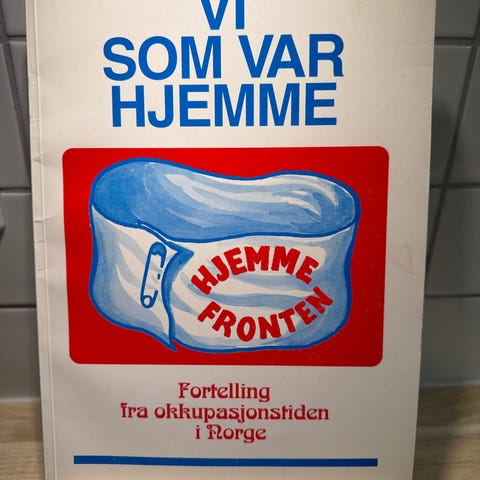 VI
SOM VAR
HJEMME
HJEMME
FRONTEN
Fortelling
fra okkupasjonstiden
i Norge